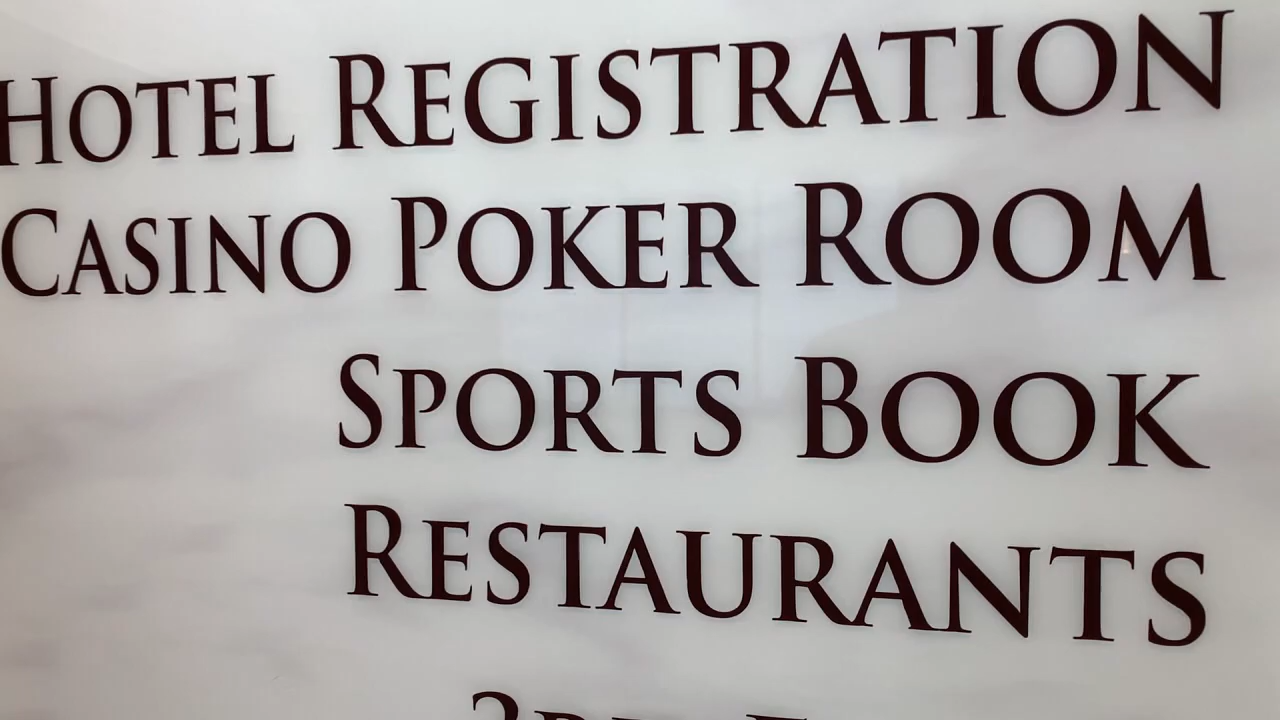 Hotel Registration
Casino Poker Room
Sports Book
Restaurants